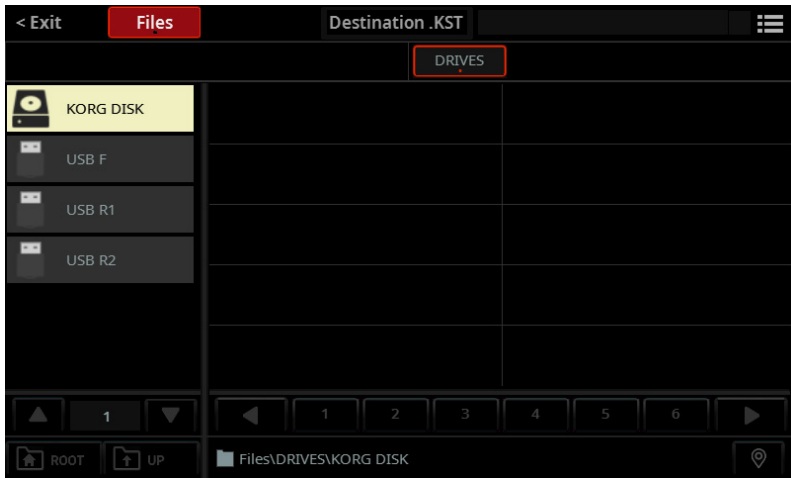 < Exit Files Destination .KST
DRIVES
KORG DISK
USB F
USB R1
USB R2
1 1 2 3 4 5 6
ROOT UP Files\DRIVES\KORG DISK